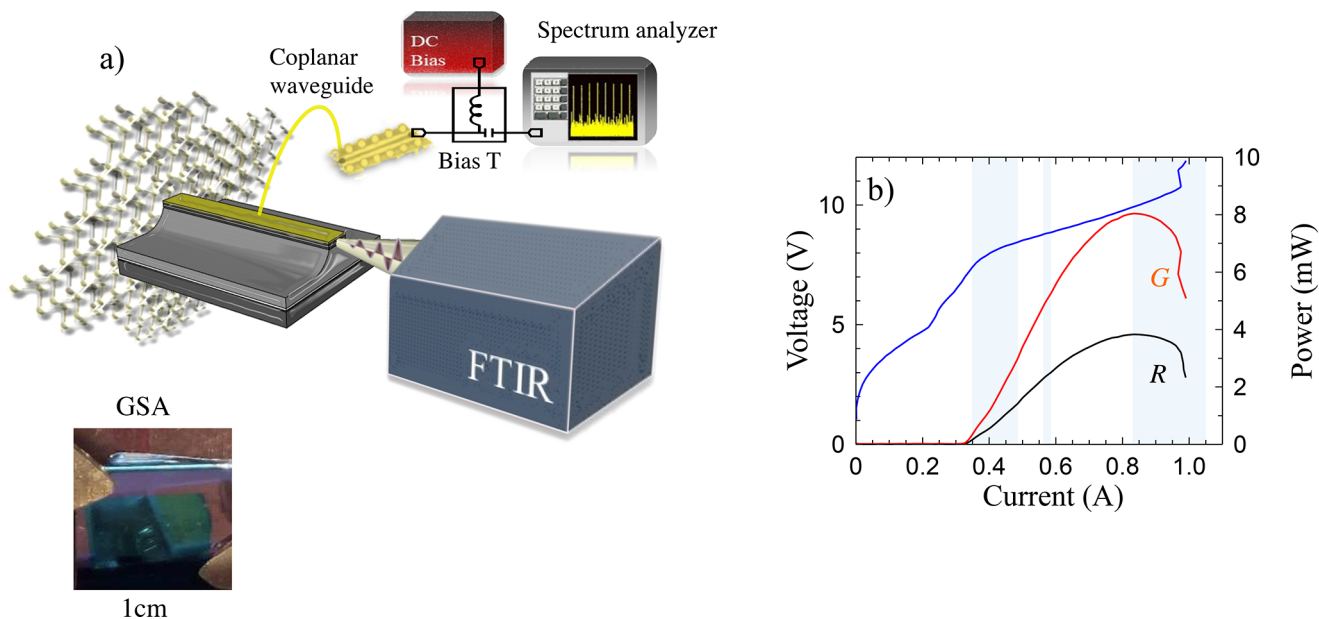 a)
Coplanar
waveguide
DC
Bias
Spectrum analyzer
Bias T
FTIR
GSA
1cm
b)
Voltage (V)
10
5
0
Power (mW)
10
8
6
4
2
0
G
R
0 0.2 0.4 0.6 0.8 1.0
Current (A)